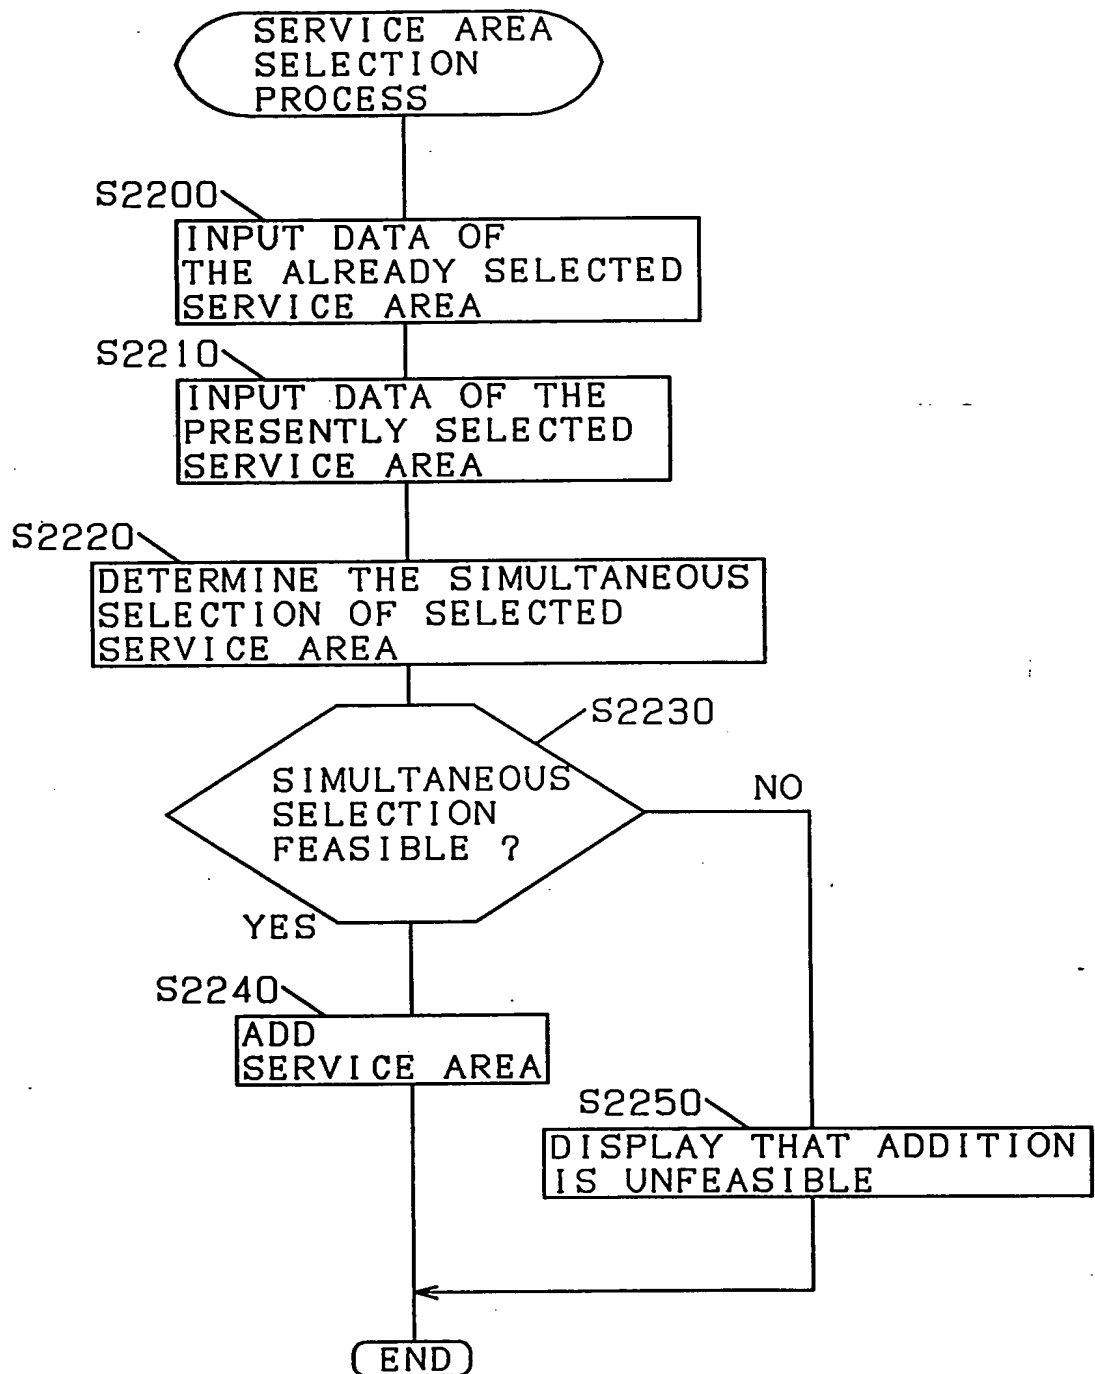 SERVICE AREA
SELECTION
PROCESS
S2200
INPUT DATA OF
THE ALREADY SELECTED
SERVICE AREA
S2210
INPUT DATA OF THE
PRESENTLY SELECTED
SERVICE AREA
S2220
DETERMINE THE SIMULTANEOUS
SELECTION OF SELECTED
SERVICE AREA
S2230
SIMULTANEOUS
SELECTION
FEASIBLE ?
NO
YES
S2240
ADD
SERVICE AREA
S2250
DISPLAY THAT ADDITION
IS UNFEASIBLE
END